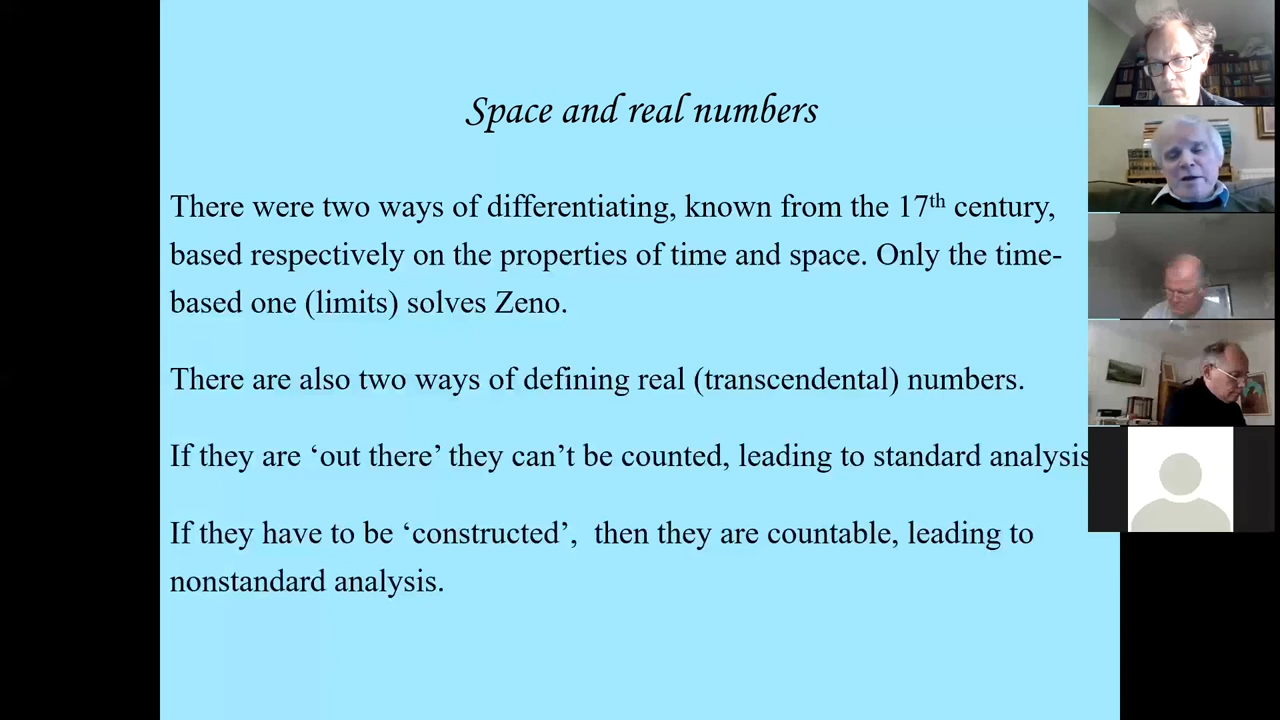 Space and real numbers
There were two ways of differentiating, known from the 17th century,
based respectively on the properties of time and space. Only the time-
based one (limits) solves Zeno.
There are also two ways of defining real (transcendental) numbers.
If they are ‘out there’ they can’t be counted, leading to standard analysis
If they have to be ‘constructed’,  then they are countable, leading to
nonstandard analysis.